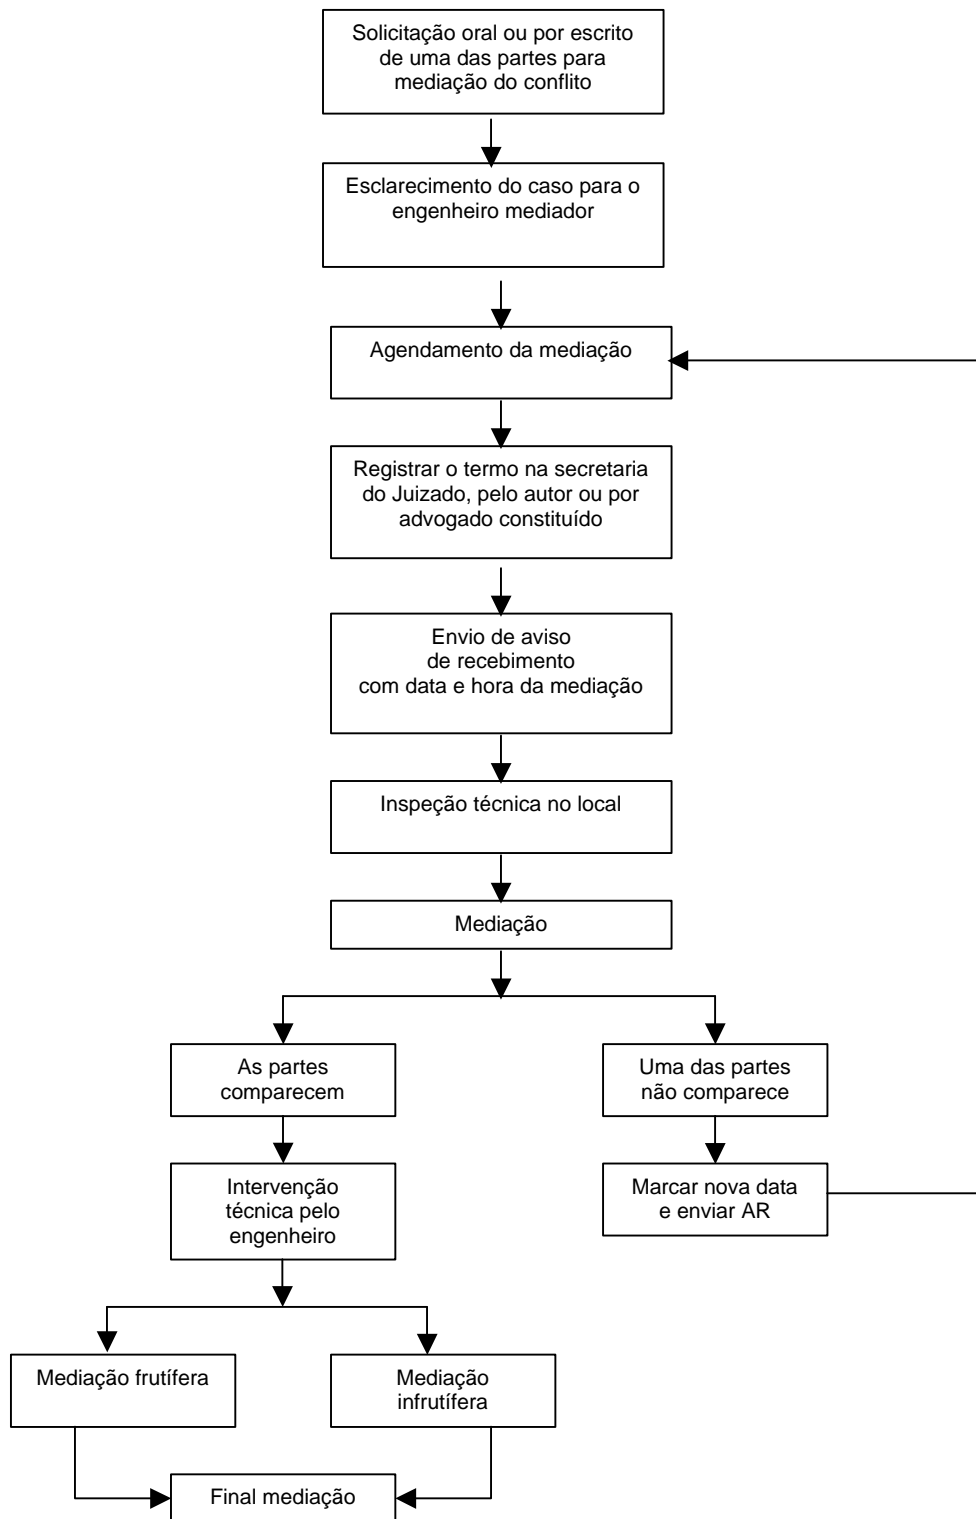 Solicitação oral ou por escrito
de uma das partes para
mediação do conflito
Esclarecimento do caso para o
engenheiro mediador
Agendamento da mediação
Registrar o termo na secretaria
do Juizado, pelo autor ou por
advogado constituído
Envio de aviso
de recebimento
com data e hora da mediação
Inspeção técnica no local
Mediação
As partes
comparecem
Uma das partes
não comparece
Intervenção
técnica pelo
engenheiro
Marcar nova data
e enviar AR
Mediação frutífera
Mediação
infrutífera
Final mediação